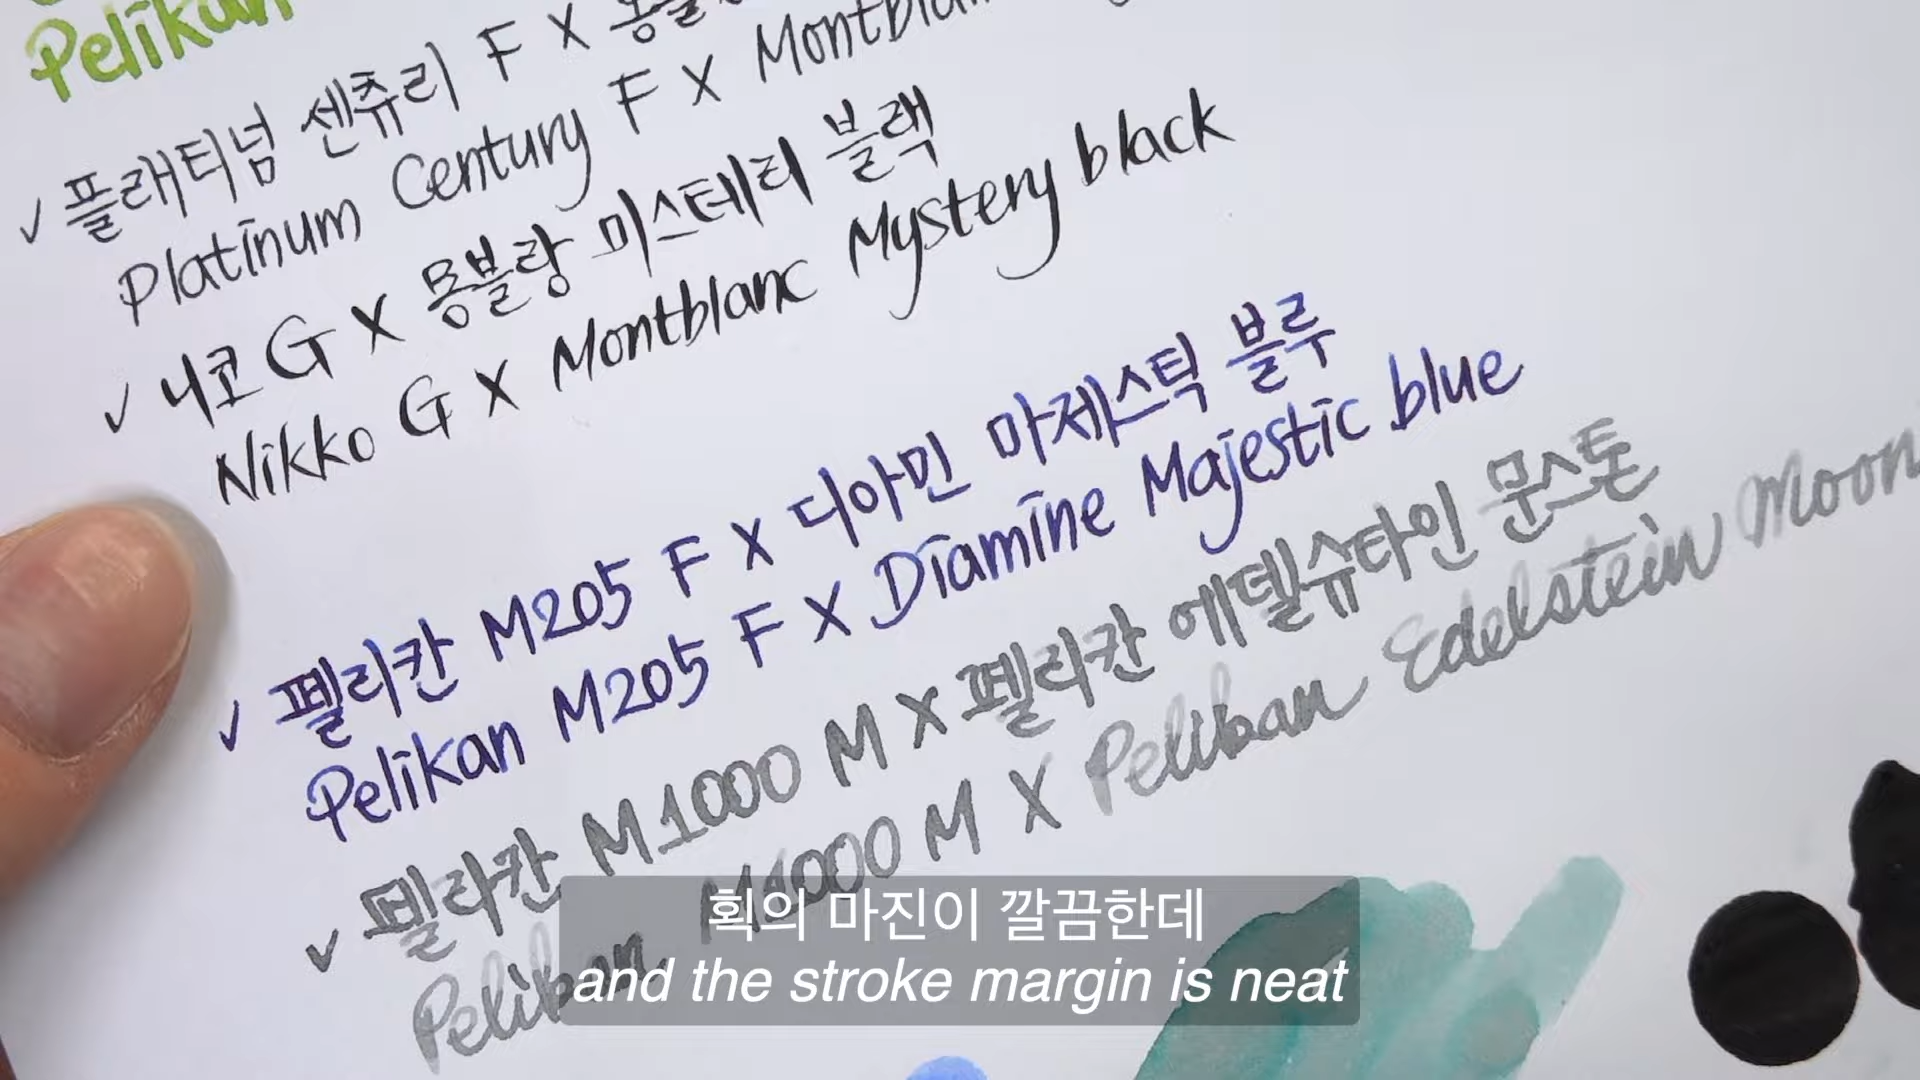 Pelikan
✓ 플래티넘 센츄리 F X 몽블
Platinum Century F X Montbla
✓ 니코 G X 몽블랑 미스테리 블랙
Nikko G X Montblanc Mystery black
✓ 펠리칸 M205 F X 디아민 마제스틱 블루
Pelikan M205 F X Diamine Majestic blue
✓ 펠리칸 M1000 M X 펠리칸 에델슈타인 문스톤
Pelikan M1000 M X Pelikan Edelstein Moon
획의 마진이 깔끔한데
and the stroke margin is neat